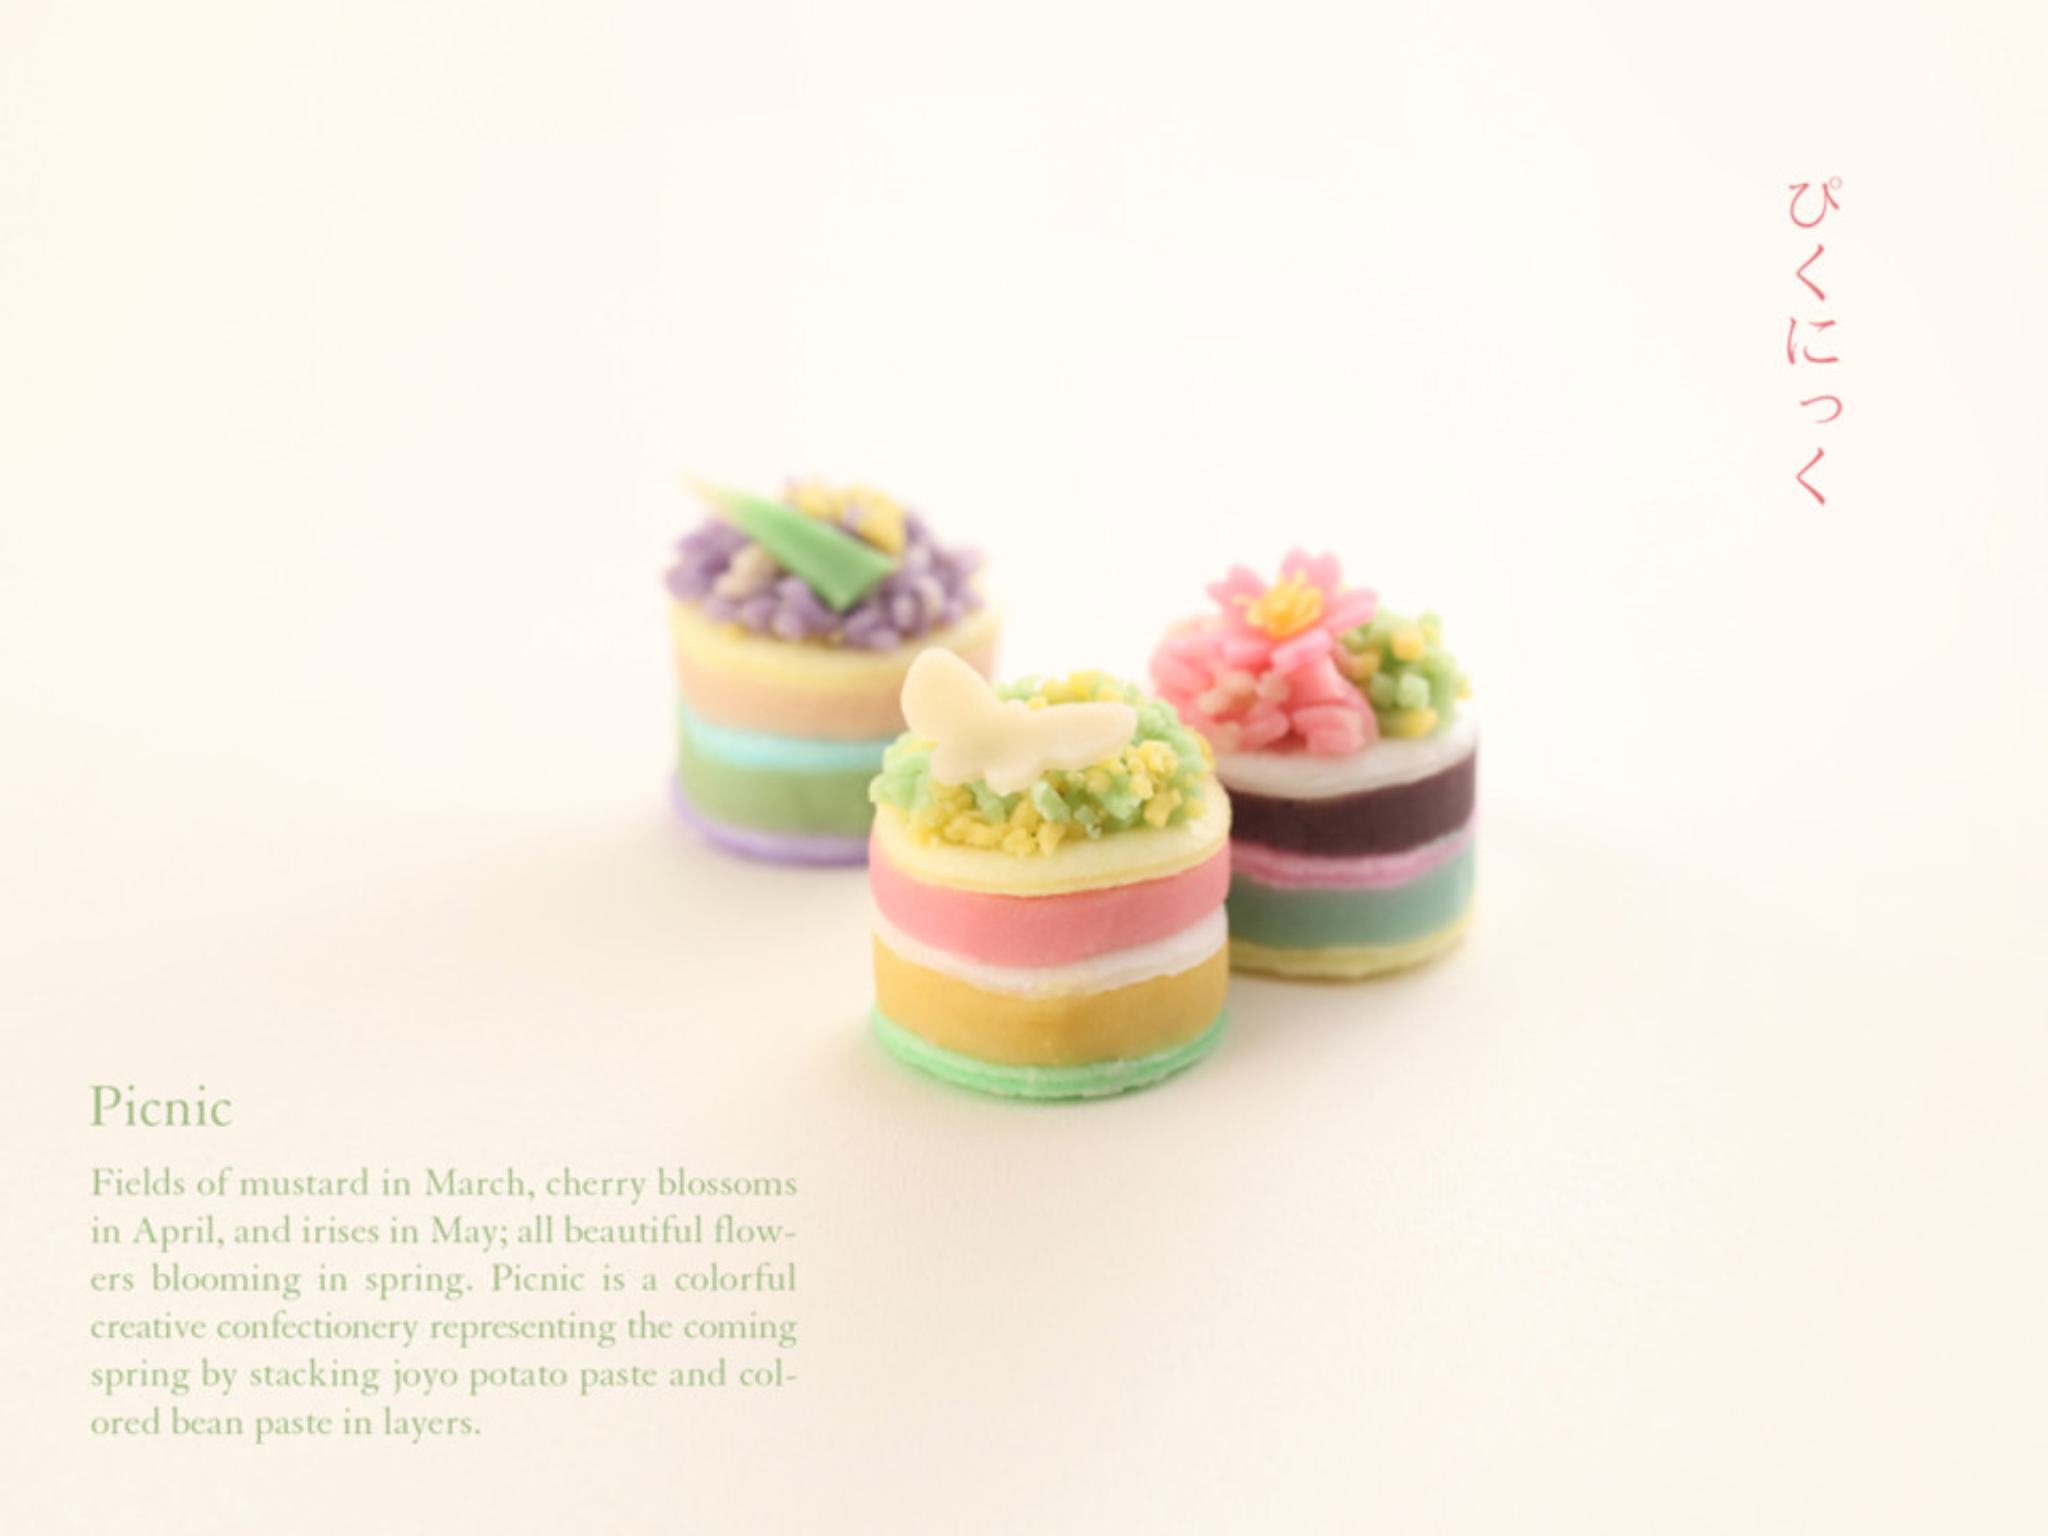 ぴくにっく
Picnic
Fields of mustard in March, cherry blossoms
in April, and irises in May; all beautiful flow-
ers blooming in spring. Picnic is a colorful
creative confectionery representing the coming
spring by stacking joyo potato paste and col-
ored bean paste in layers.